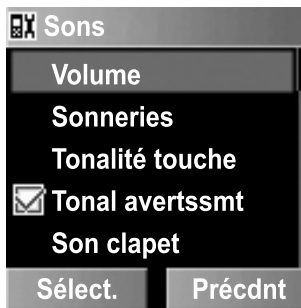 Sons
Volume
Sonneries
Tonalité touche
Tonal avertssmt
Son clapet
Sélect. Précdnt